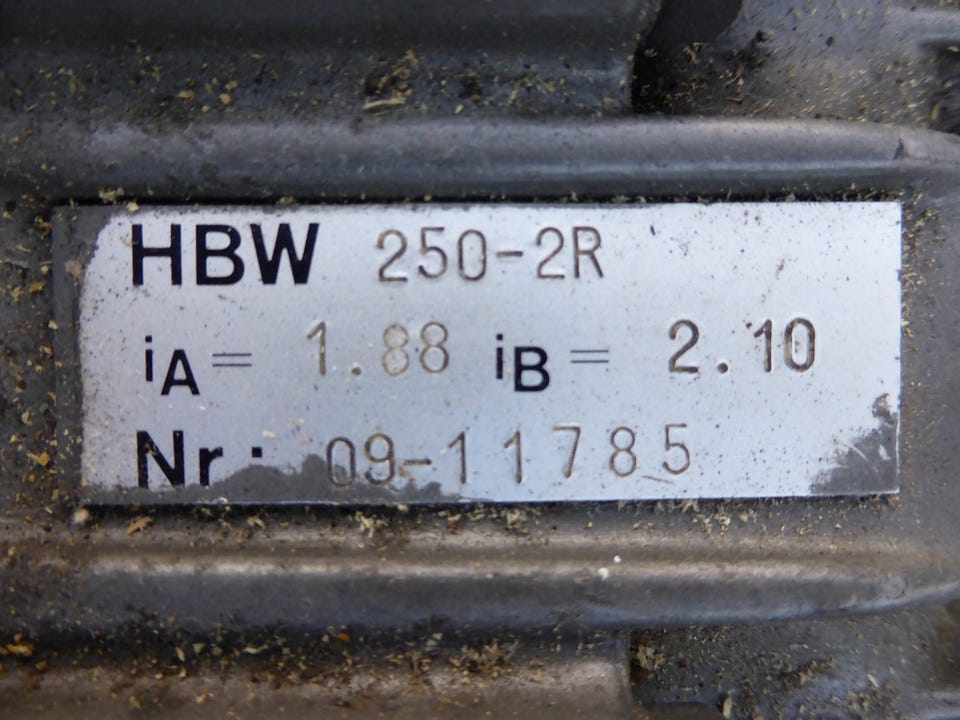 HBW 250-2R
iA = 1.88 iB = 2.10
Nr: 09-11785